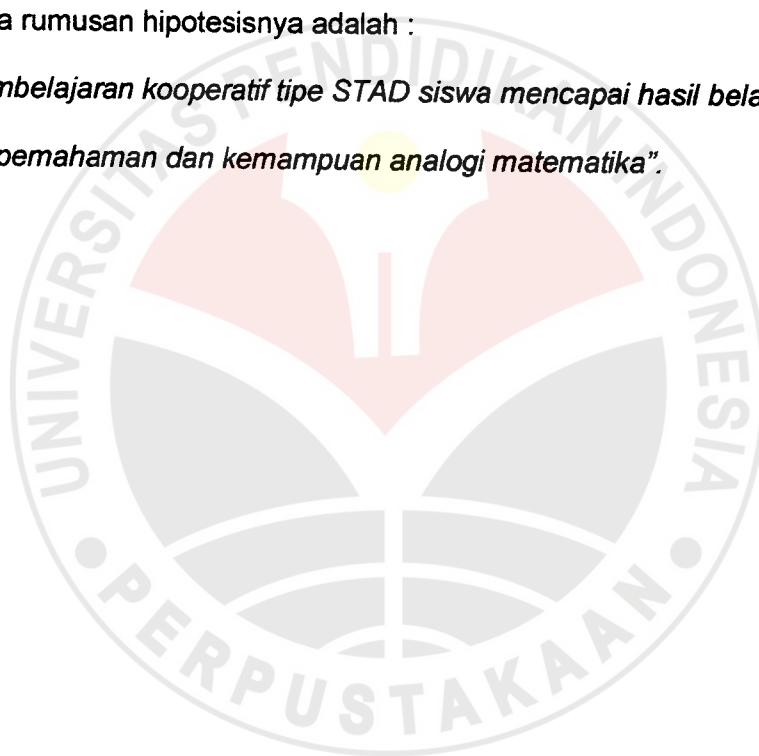 a rumusan hipotesisnya adalah :
mbelajaran kooperatif tipe STAD siswa mencapai hasil bela
pemahaman dan kemampuan analogi matematika”.
UNIVERSITAS PENDIDIKAN INDONESIA
PERPUSTAKAAN